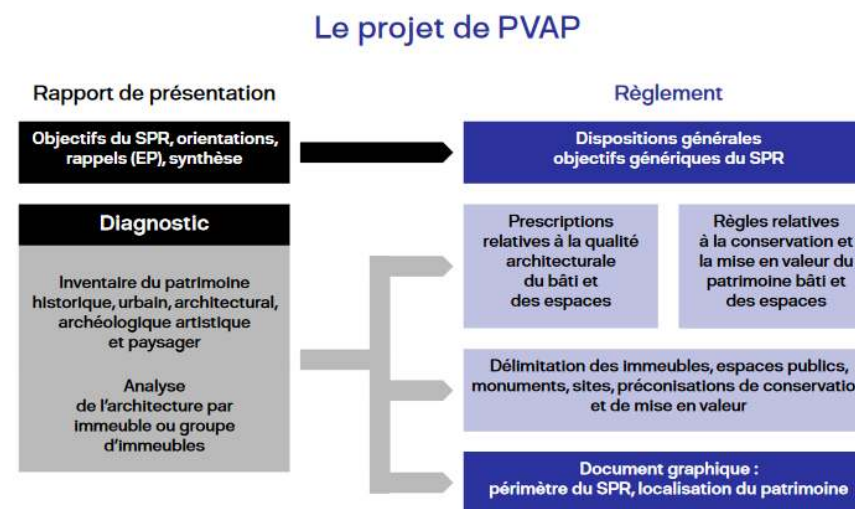 Le projet de PVAP
Rapport de présentation
Règlement
Objectifs du SPR, orientations,
rappels (EP), synthèse
Dispositions générales
objectifs génériques du SPR
Diagnostic
Inventaire du patrimoine
historique, urbain, architectural,
archéologique artistique
et paysager
Analyse
de l'architecture par
immeuble ou groupe
d'immeubles
Prescriptions
relatives à la qualité
architecturale
du bâti et
des espaces
Règles relatives
à la conservation et
la mise en valeur du
patrimoine bâti et
des espaces
Délimitation des immeubles, espaces publics,
monuments, sites, préconisations de conservatio
et de mise en valeur
Document graphique :
périmètre du SPR, localisation du patrimoine